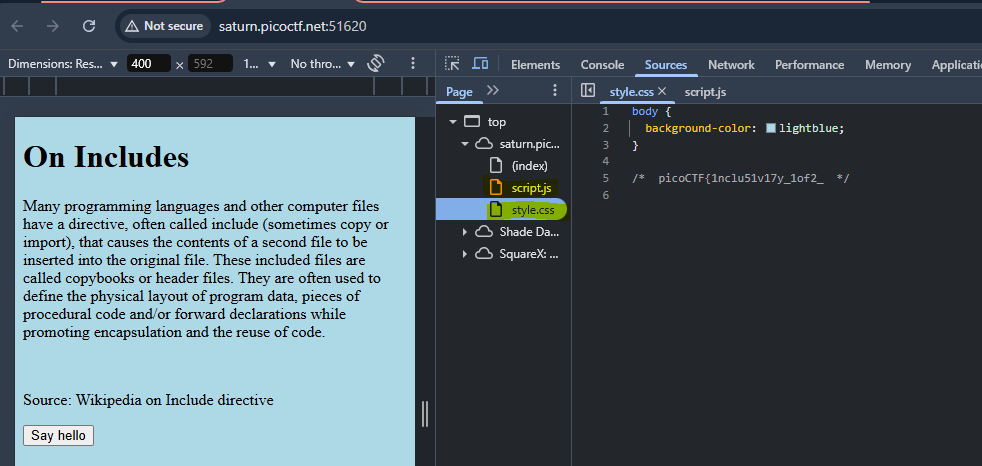 Not secure saturn.picoctf.net:51620
Dimensions: Res... 400 x 592 1... No thro...
Elements Console Sources Network Performance Memory Applicati
Page
style.css script.js
top
saturn.pic...
(index)
script.js
style.css
Shade Da...
SquareX: ...
1 body {
2 background-color: lightblue;
3 }
4
5 /* picoCTF{1nclu51v17y_1of2_ */
6
On Includes
Many programming languages and other computer files
have a directive, often called include (sometimes copy or
import), that causes the contents of a second file to be
inserted into the original file. These included files are
called copybooks or header files. They are often used to
define the physical layout of program data, pieces of
procedural code and/or forward declarations while
promoting encapsulation and the reuse of code.
Source: Wikipedia on Include directive
Say hello